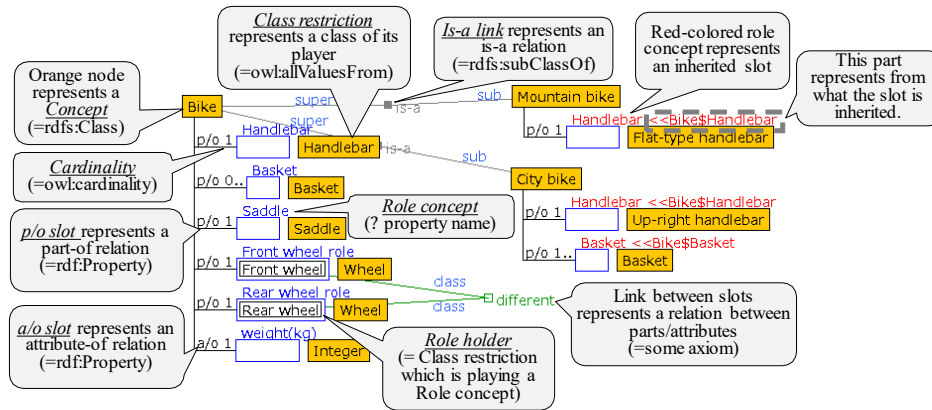 Class restriction
represents a class of its
player
(=owl:allValuesFrom)
Is-a link represents an
is-a relation
(=rdfs:subClassOf)
Red-colored role
concept represents
an inherited slot
This part
represents from
what the slot is
inherited.
Orange node
represents a
Concept
(=rdfs:Class)
Bike
super
super
is-a
is-a
sub
sub
Mountain bike
p/o 1
Handlebar <<Bike$Handlebar
Flat-type handlebar
Cardinality
(=owl:cardinality)
p/o 1
Handlebar
Handlebar
p/o 0..
Basket
Basket
City bike
p/o 1
Handlebar <<Bike$Handlebar
Up-right handlebar
p/o 1..
Basket <<Bike$Basket
Basket
p/o slot represents a
part-of relation
(=rdf:Property)
p/o 1
Saddle
Saddle
Role concept
(? property name)
p/o 1
Front wheel role
Front wheel
Wheel
p/o 1
Rear wheel role
Rear wheel
Wheel
class
class
different
Link between slots
represents a relation between
parts/attributes
(=some axiom)
a/o slot represents an
attribute-of relation
(=rdf:Property)
a/o 1
weight(kg)
Integer
Role holder
(= Class restriction
which is playing a
Role concept)